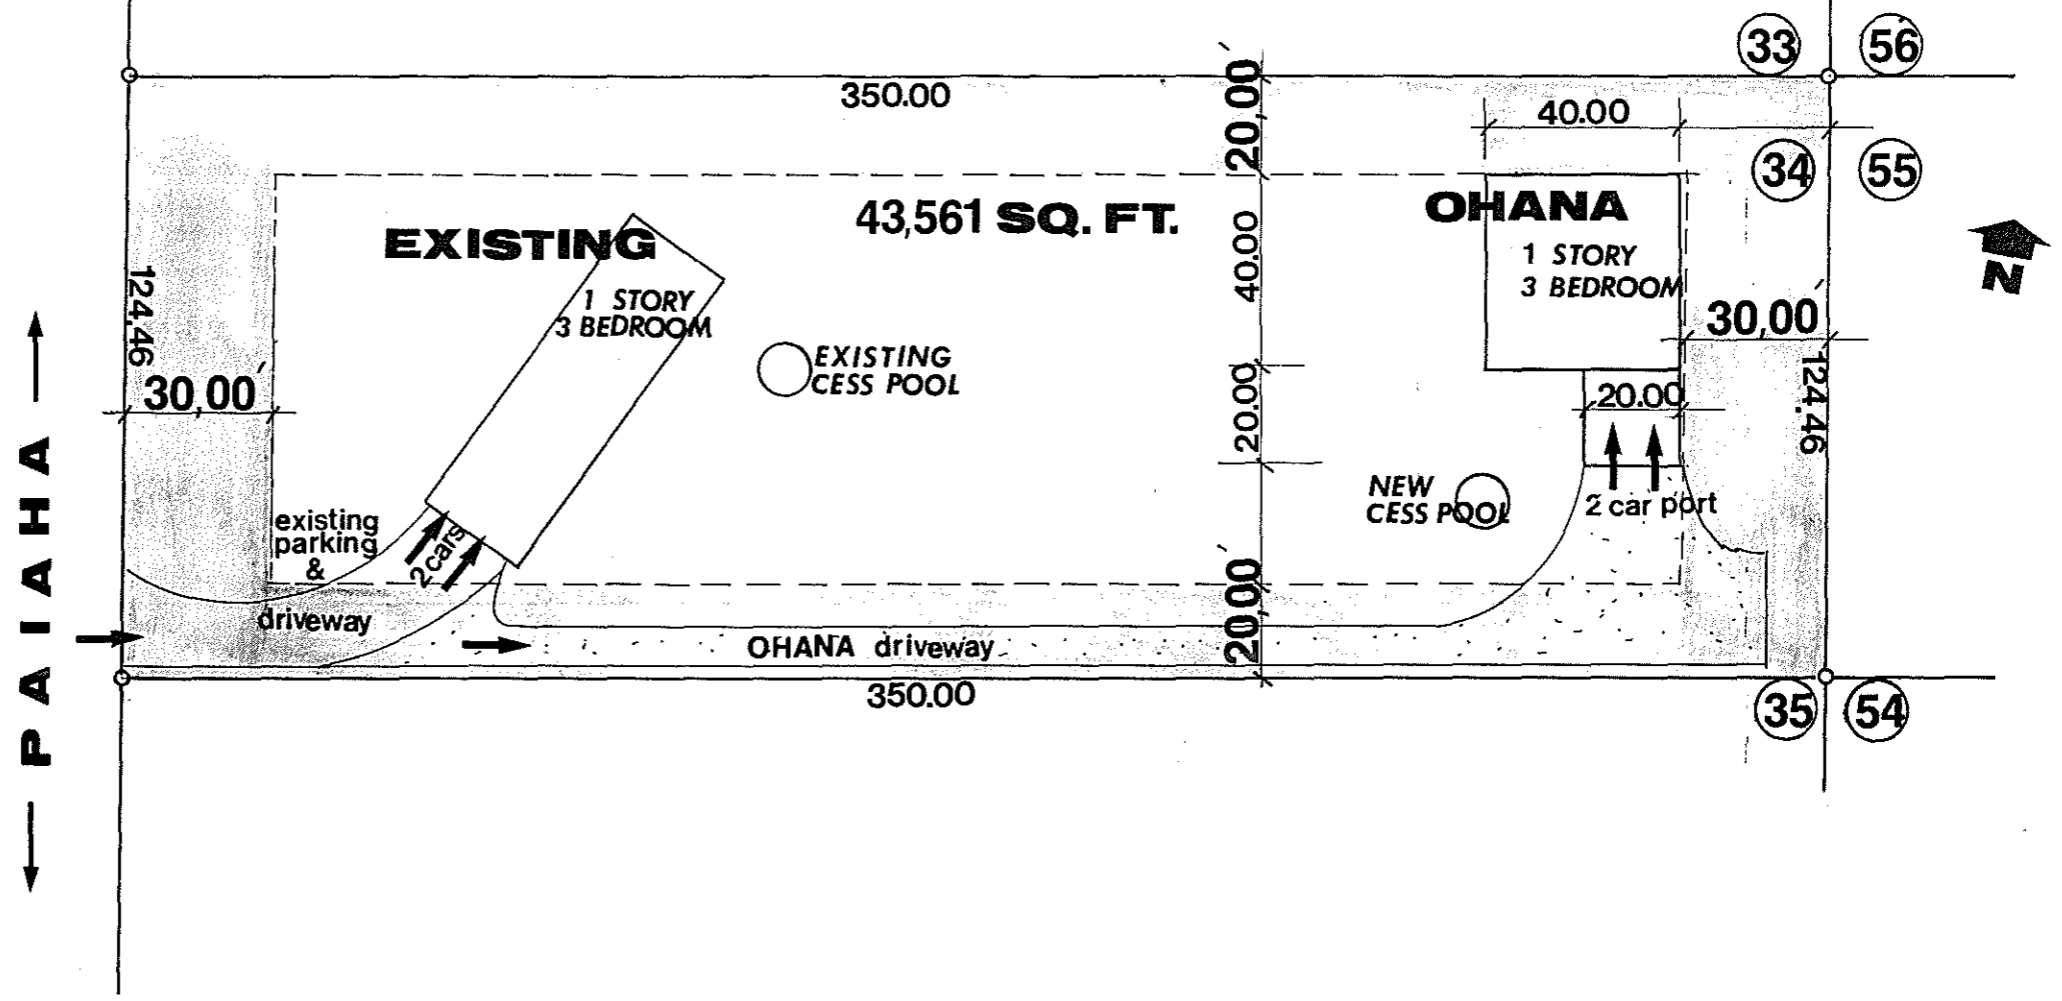 33
56
350.00
20,00'
40.00
34
55
OHANA
43,561 SQ. FT.
EXISTING
40.00
1 STORY
3 BEDROOM
N
124.46
1 STORY
3 BEDROOM
30,00'
EXISTING
CESS POOL
30,00'
20.00
20.00
124.46
PAIAHA
NEW
CESS POOL
2 car port
existing
parking
&
driveway
2 cars
20,00'
OHANA driveway
350.00
35
54